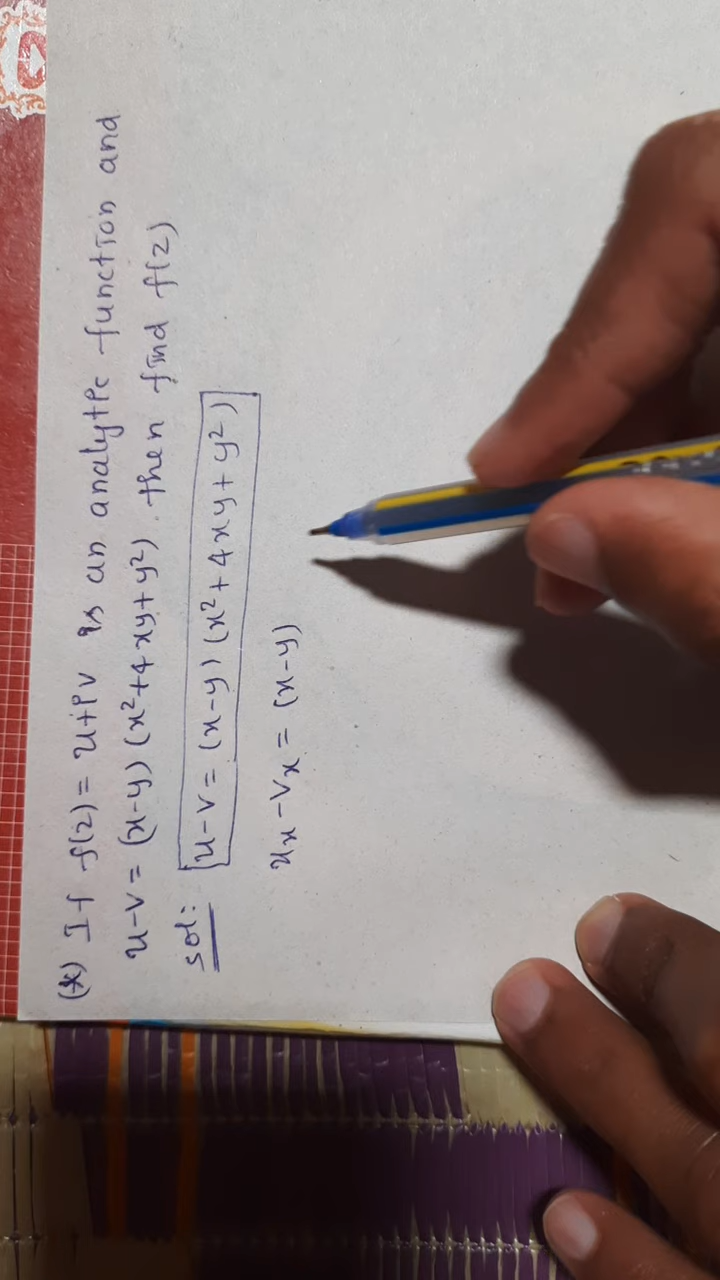 (*) If f(z) = u+iv is an analytic function and
u-v = (x-y) (x²+4xy+y²) then find f(z)
sol: u-v = (x-y) (x²+4xy+y²)
uₓ-vₓ = (x-y)